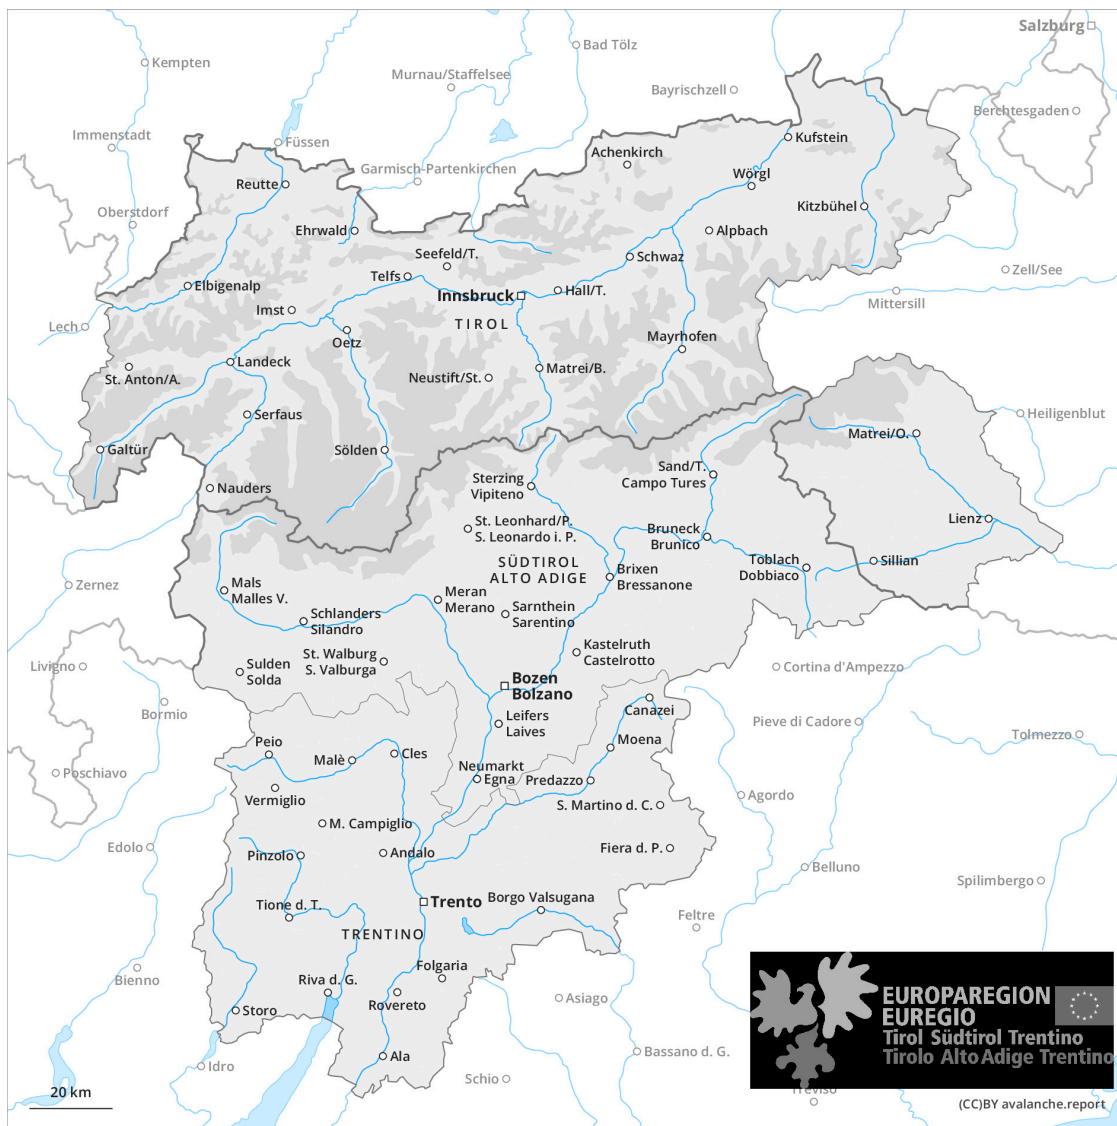 Salzburg
Bad Tölz
Kempten
Murnau/Staffelsee
Bayrischzell
Berchtesgaden
Immenstadt
Füssen
Kufstein
Achenkirch
Garmisch-Partenkirchen
Wörgl
Reutte
Kitzbühel
Oberstdorf
Ehrwald
Alpbach
Seefeld/T.
Schwaz
Zell/See
Telfs
Elbigenalp
Hall/T.
Innsbruck
Mittersill
Imst
TIROL
Lech
Oetz
Mayrhofen
Landeck
Matrei/B.
St. Anton/A.
Neustift/St.
Serfaus
Heiligenblut
Matrei/O.
Galtür
Sölden
Sand/T.
Campo Tures
Sterzing
Vipiteno
Nauders
Lienz
St. Leonhard/P.
S. Leonardo i. P.
Bruneck
Brunico
SÜDTIROL
ALTO ADIGE
Toblach
Dobbiaco
Sillian
Brixen
Bressanone
Zernez
Mals
Malles V.
Meran
Merano
Schlanders
Silandro
Sarnthein
Sarentino
Kastelruth
Castelrotto
St. Walburg
S. Valburga
Livigno
Sulden
Solda
Cortina d'Ampezzo
Bozen
Bolzano
Canazei
Bormio
Leifers
Laives
Pieve di Cadore
Tolmezzo
Peio
Cles
Moena
Malè
Poschiavo
Neumarkt
Egna
Predazzo
Vermiglio
Agordo
S. Martino d. C.
M. Campiglio
Edolo
Pinzolo
Andalo
Fiera d. P.
Belluno
Spilimbergo
Borgo Valsugana
Trento
Tione d. T.
Feltre
TRENTINO
Bienno
Folgaria
Riva d. G.
Rovereto
Asiago
Storo
EUROPAREGION
EUREGIO
Tirol Südtirol Trentino
Tirolo Alto Adige Trentino
Ala
Bassano d. G.
Idro
Schio
Treviso
20 km
(CC)BY avalanche.report